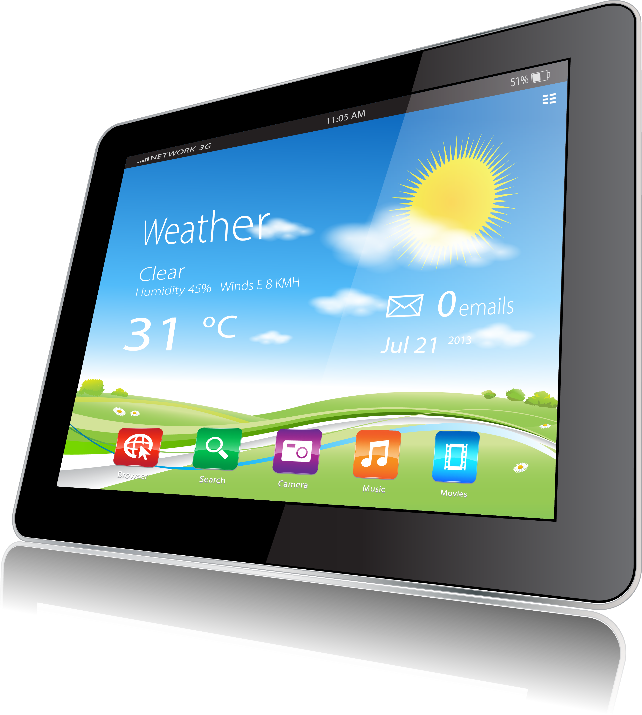 NETWORK 3G
11:05 AM
51%
Weather
Clear
Humidity 45% Winds E 8 KMH
31 °C
0 emails
Jul 21 2013
Browser
Search
Camera
Music
Movies